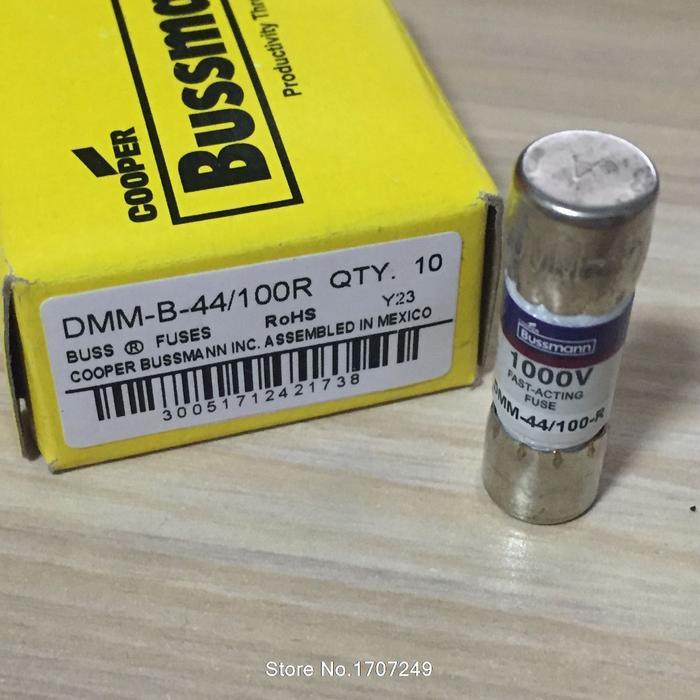 COOPER
BUSSMA
Productivity Thr
DMM-B-44/100R QTY. 10
BUSS ® FUSES RoHS Y23
COOPER BUSSMANN INC. ASSEMBLED IN MEXICO
30051712421738
Bussmann
1000V
FAST-ACTING
FUSE
DMM-44/100-R
Store No.1707249